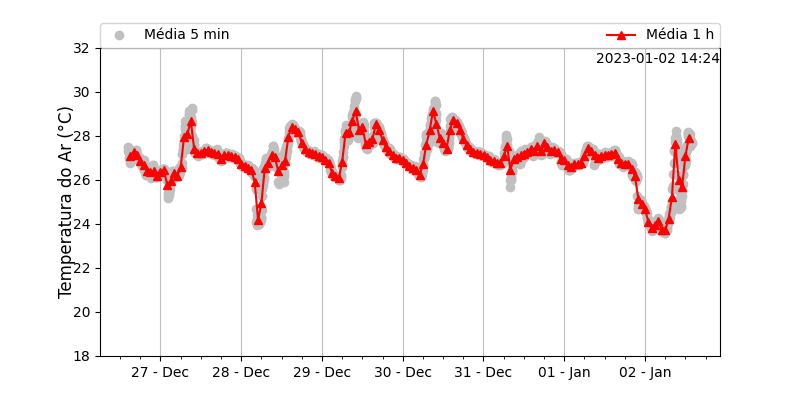 Média 5 min
Média 1 h
2023-01-02 14:24
Temperatura do Ar (°C)
32
30
28
26
24
22
20
18
27 - Dec
28 - Dec
29 - Dec
30 - Dec
31 - Dec
01 - Jan
02 - Jan